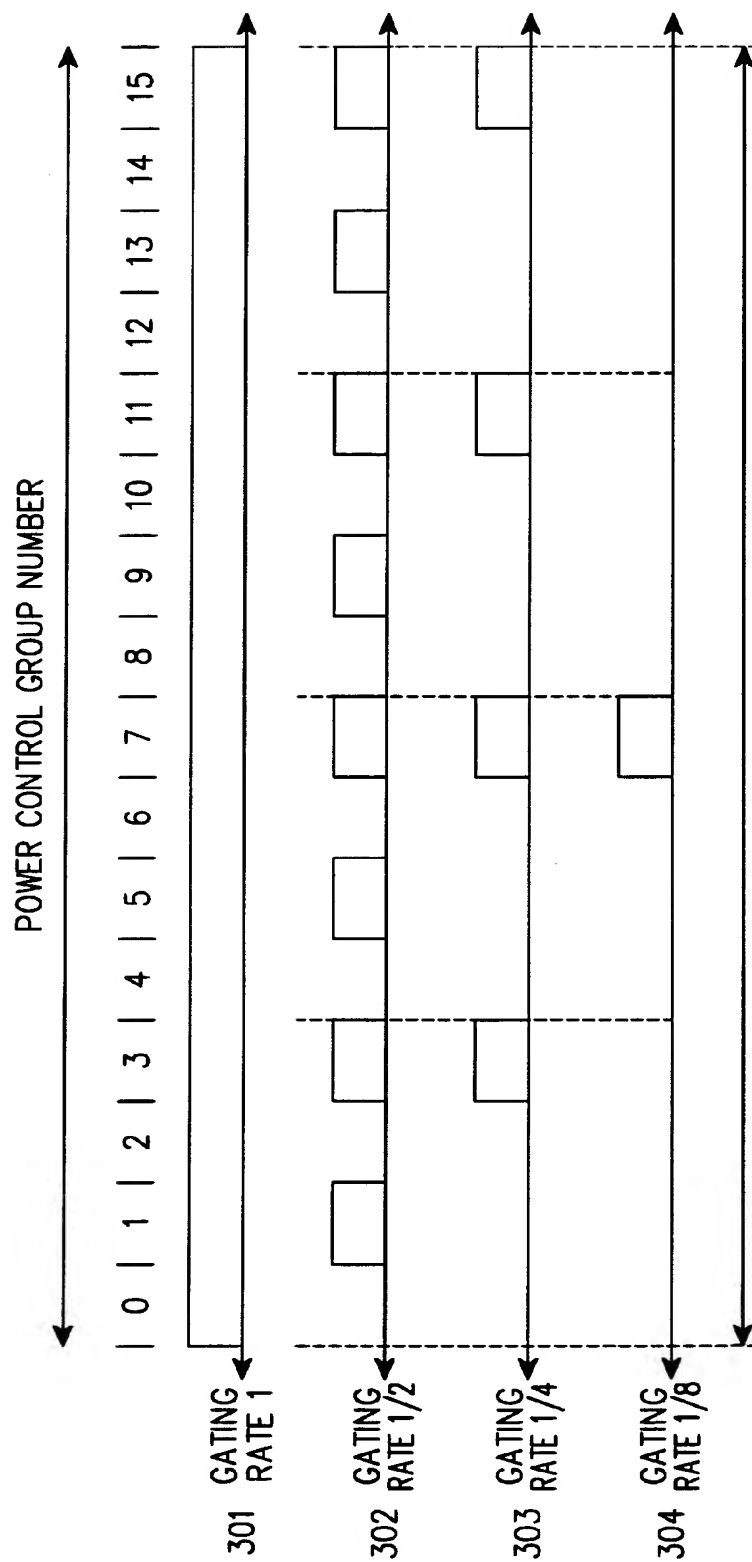 POWER CONTROL GROUP NUMBER
0 | 1 | 2 | 3 | 4 | 5 | 6 | 7 | 8 | 9 | 10 | 11 | 12 | 13 | 14 | 15
301 GATING
RATE 1
302 GATING
RATE 1/2
303 GATING
RATE 1/4
304 GATING
RATE 1/8